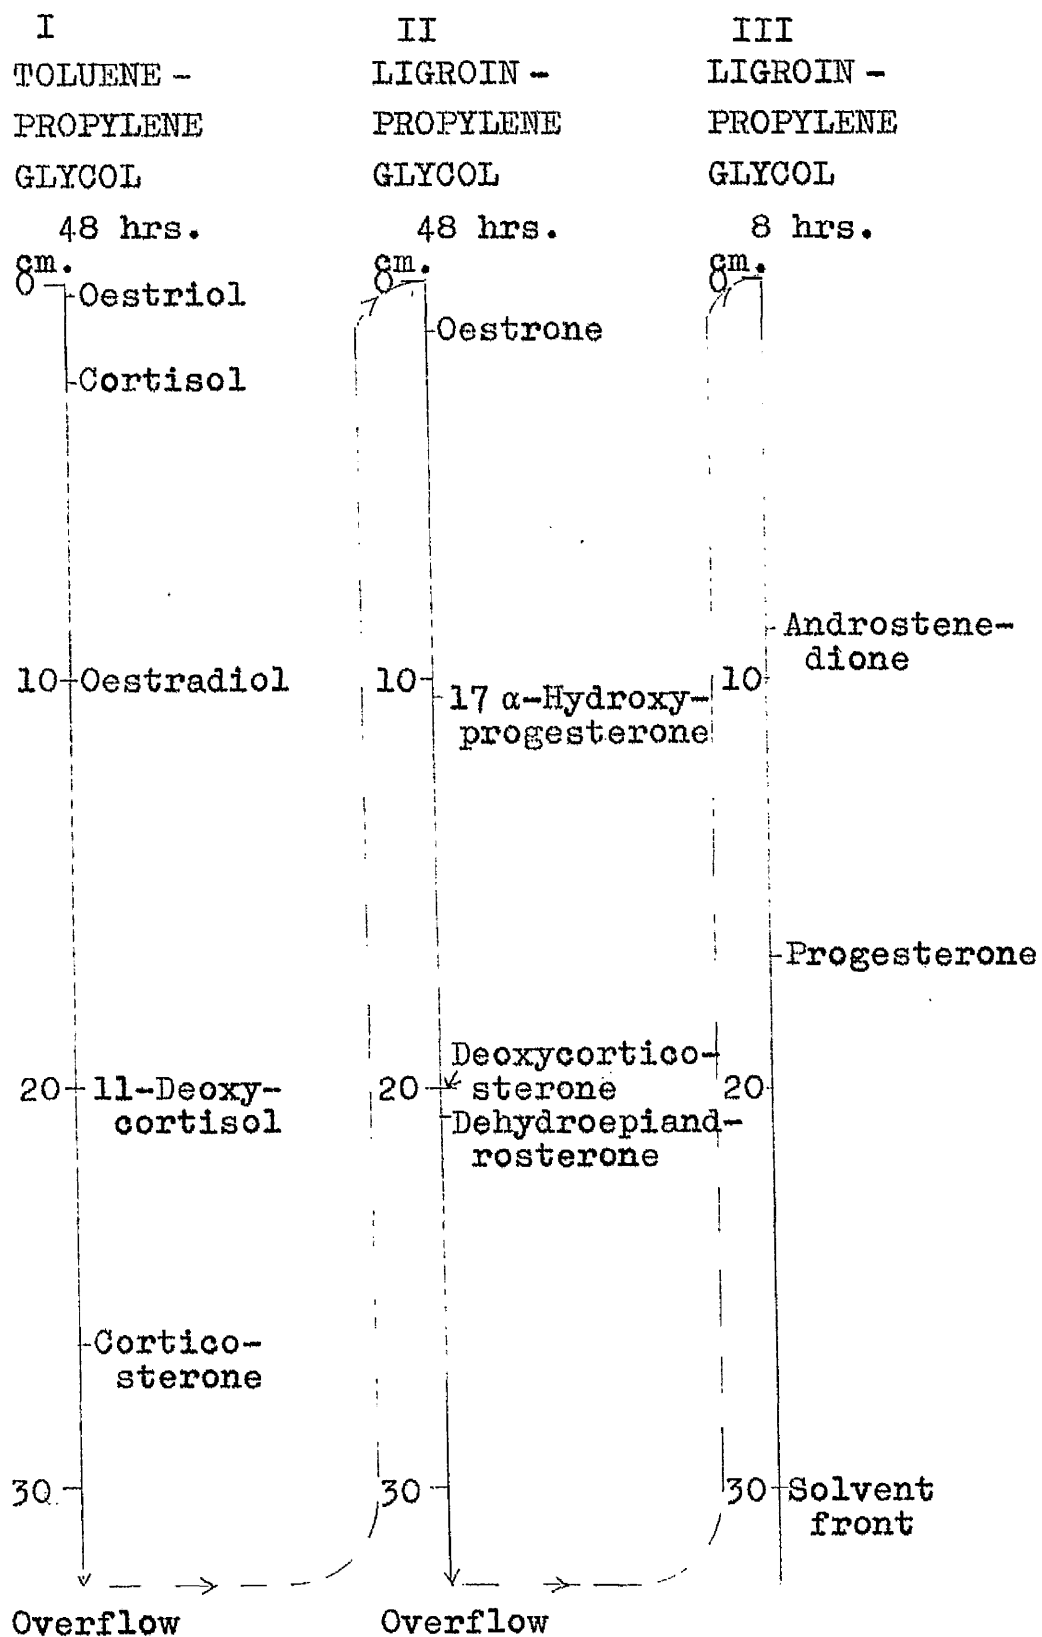 I
TOLUENE-
PROPYLENE
GLYCOL
48 hrs.
cm.
0
Oestriol
Cortisol
10 Oestradiol
20 11-Deoxy-
cortisol
Cortico-
sterone
30
Overflow
II
LIGROIN-
PROPYLENE
GLYCOL
48 hrs.
cm.
0
Oestrone
10
17 α-Hydroxy-
progesterone
Deoxycortico-
20 sterone
Dehydroepiand-
rosterone
30
Overflow
III
LIGROIN-
PROPYLENE
GLYCOL
8 hrs.
cm.
0
Androstene-
dione
10
Progesterone
20
30 Solvent
front